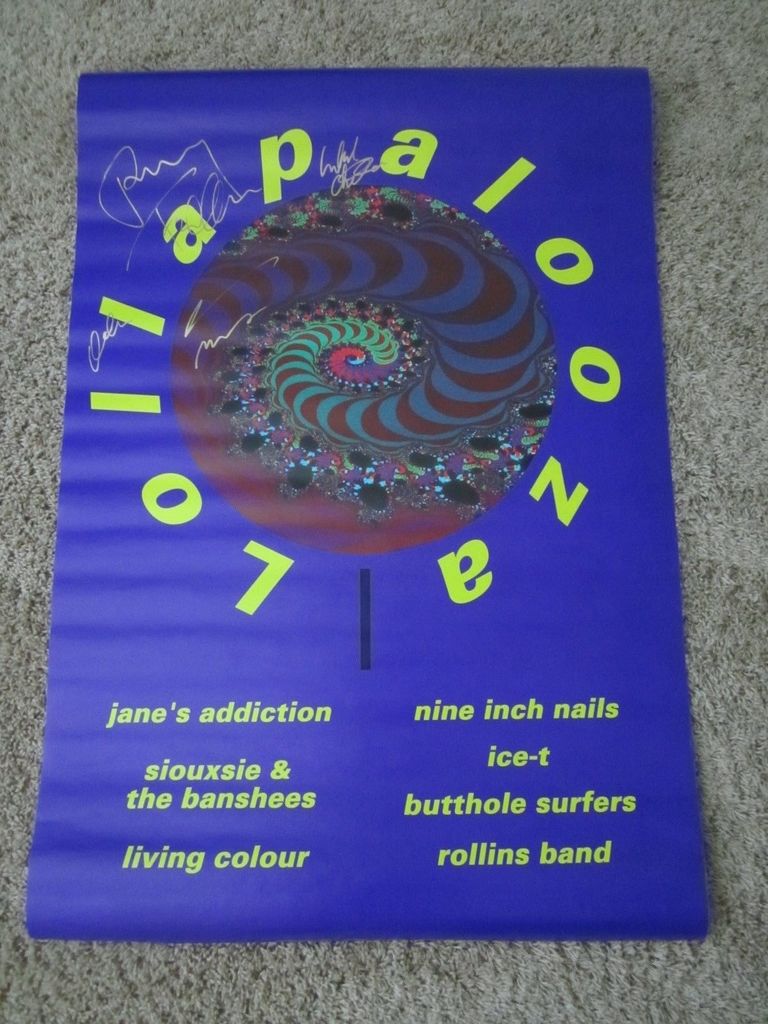 Lollapalooza
jane's addiction
siouxsie &
the banshees
living colour
nine inch nails
ice-t
butthole surfers
rollins band